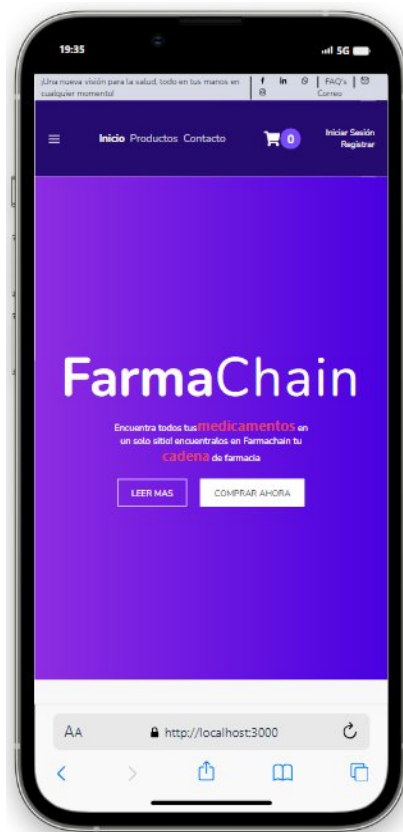 19:35
5G
¡Una nueva visión para la salud, todo en tus manos en
cualquier momento!
FAQ's
Correo
Inicio Productos Contacto
0
Iniciar Sesión
Registrar
FarmaChain
Encuentra todos tus medicamentos en
un solo sitio! encuentralos en Farmachain tu
cadena de farmacia
LEER MAS
COMPRAR AHORA
AA
http://localhost:3000